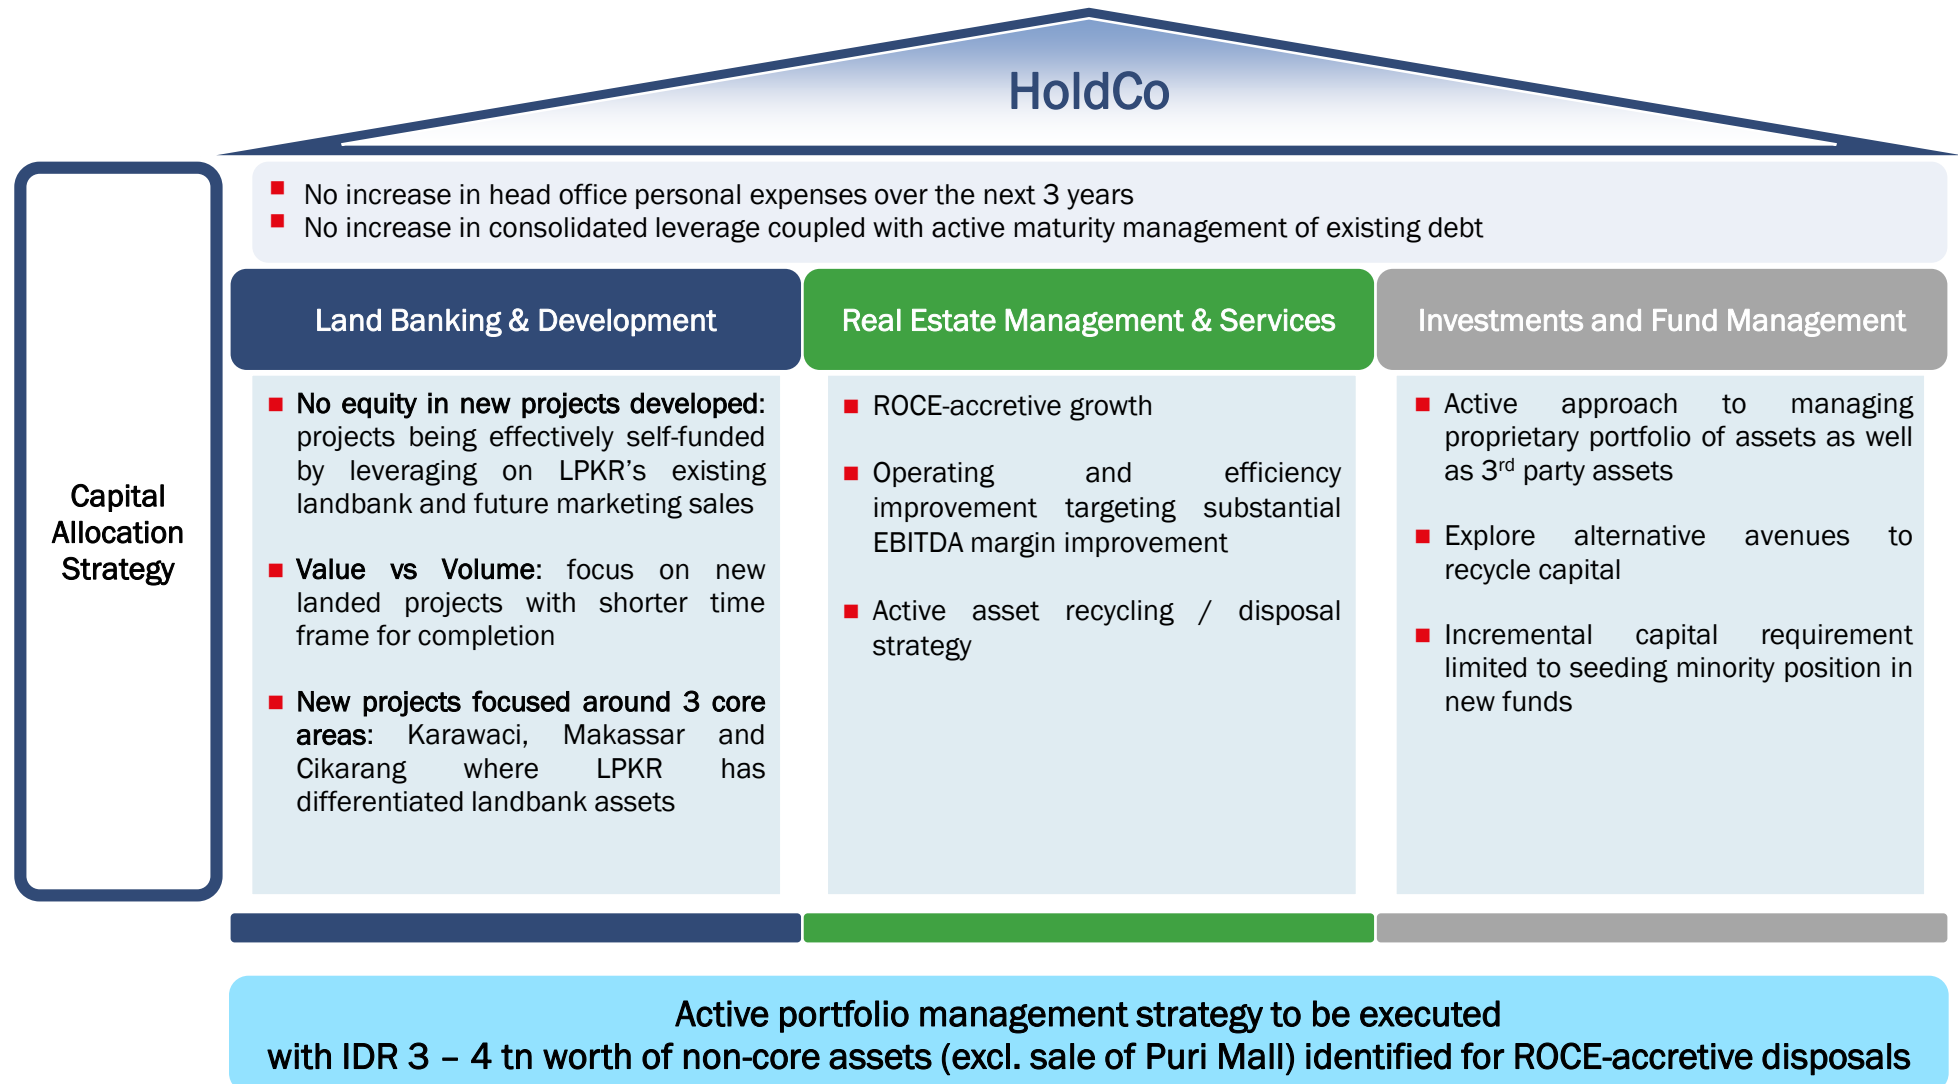 HoldCo
No increase in head office personal expenses over the next 3 years
No increase in consolidated leverage coupled with active maturity management of existing debt
Capital
Allocation
Strategy
Land Banking & Development
No equity in new projects developed:
projects being effectively self-funded
by leveraging on LPKR's existing
landbank and future marketing sales
Value vs Volume: focus on new
landed projects with shorter time
frame for completion
New projects focused around 3 core
areas: Karawaci, Makassar and
Cikarang where LPKR has
differentiated landbank assets
Real Estate Management & Services
ROCE-accretive growth
Operating and efficiency
improvement targeting substantial
EBITDA margin improvement
Active asset recycling / disposal
strategy
Investments and Fund Management
Active approach to managing
proprietary portfolio of assets as well
as 3rd party assets
Explore alternative avenues to
recycle capital
Incremental capital requirement
limited to seeding minority position in
new funds
Active portfolio management strategy to be executed
with IDR 3 – 4 tn worth of non-core assets (excl. sale of Puri Mall) identified for ROCE-accretive disposals